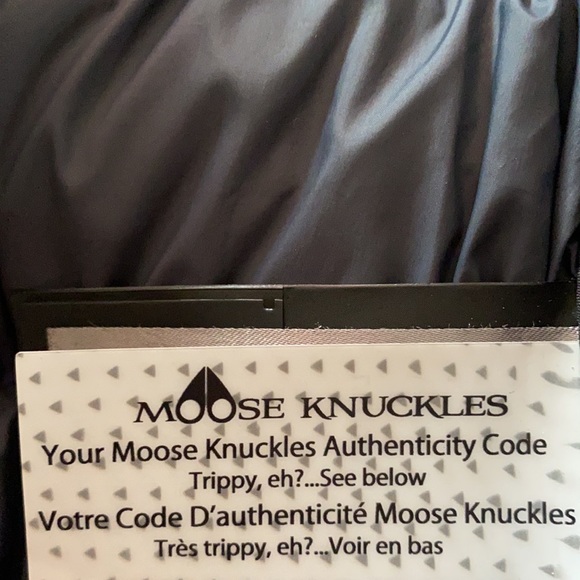 MOOSE KNUCKLES
Your Moose Knuckles Authenticity Code
Trippy, eh?...See below
Votre Code D'authenticité Moose Knuckles
Très trippy, eh?...Voir en bas